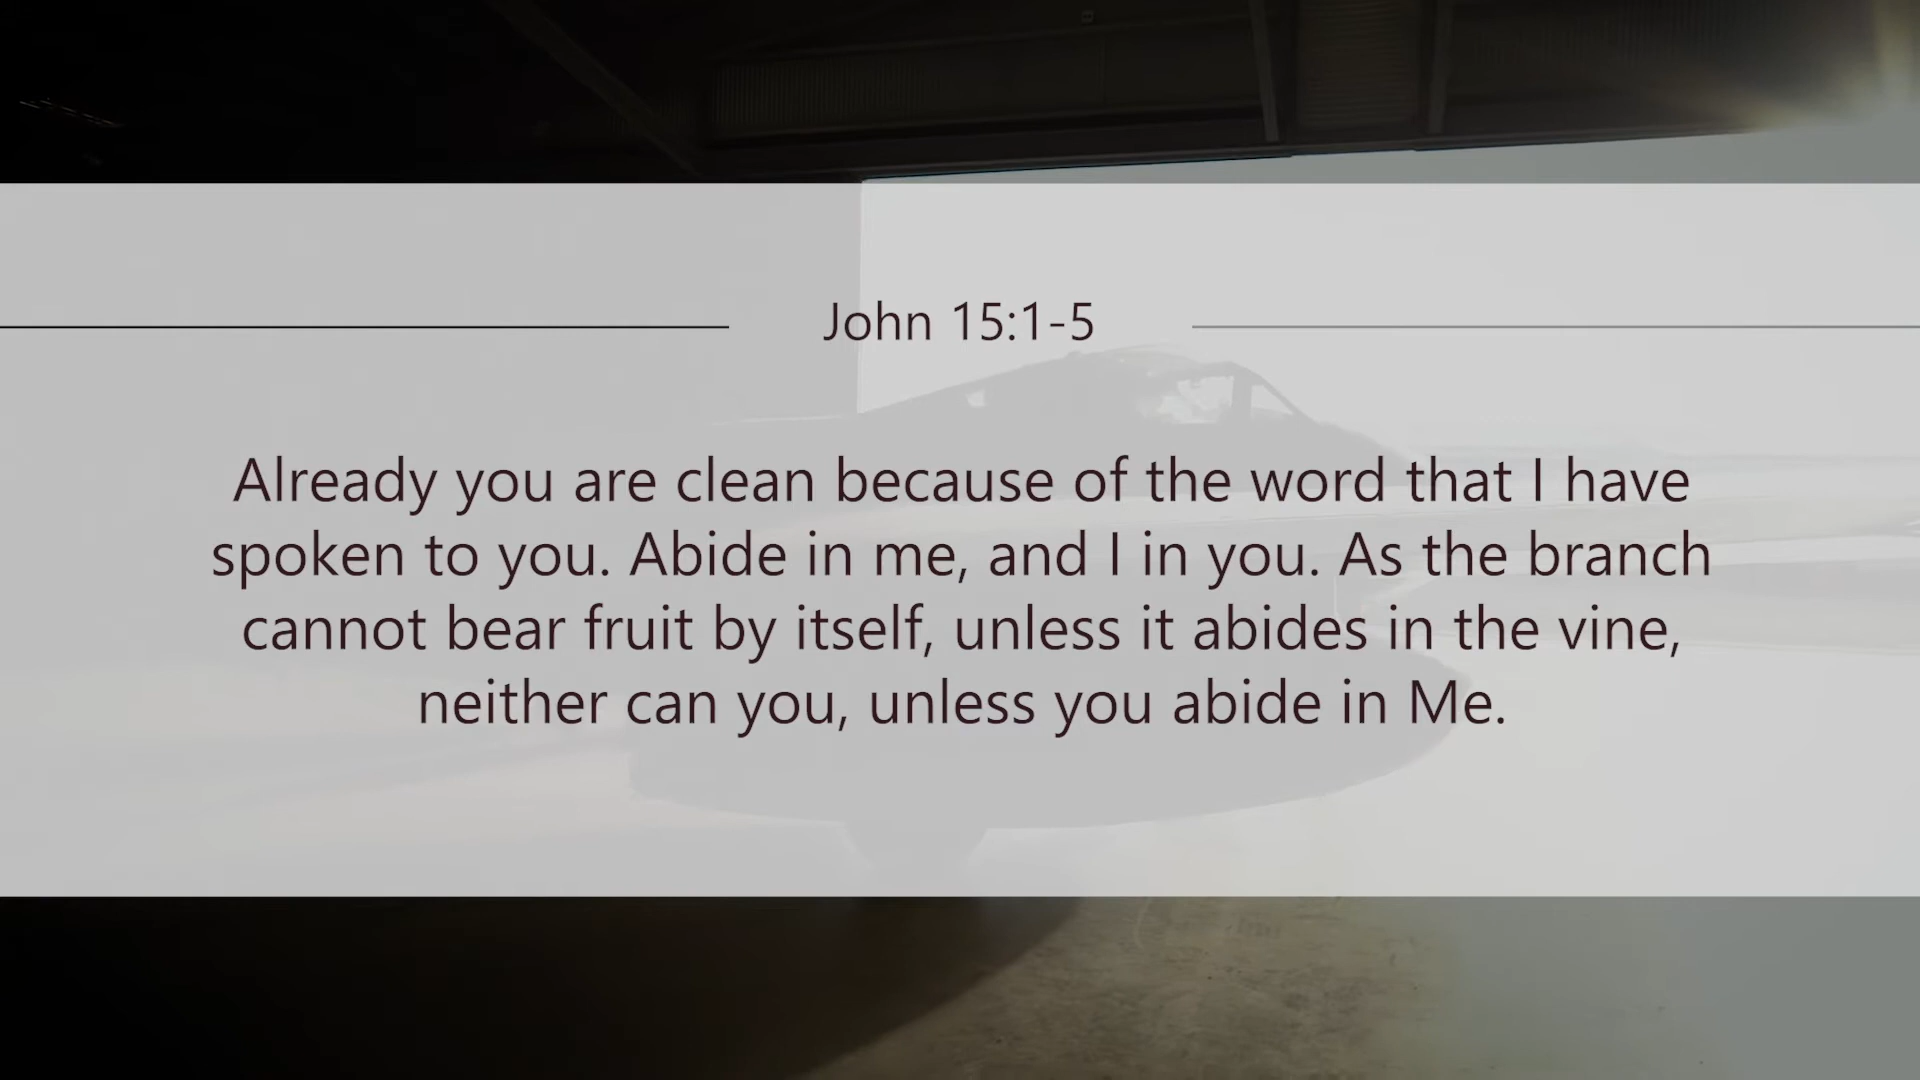 John 15:1-5
Already you are clean because of the word that I have
spoken to you. Abide in me, and I in you. As the branch
cannot bear fruit by itself, unless it abides in the vine,
neither can you, unless you abide in Me.